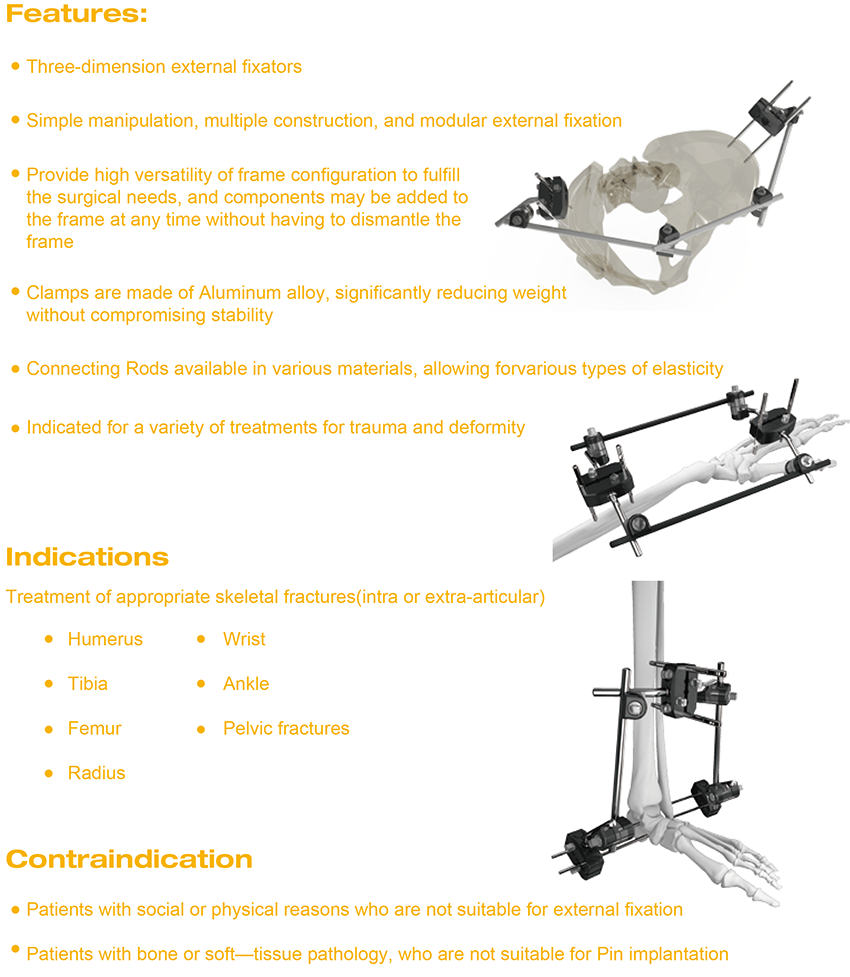 Features:
• Three-dimension external fixators
• Simple manipulation, multiple construction, and modular external fixation
• Provide high versatility of frame configuration to fulfill
the surgical needs, and components may be added to
the frame at any time without having to dismantle the
frame
• Clamps are made of Aluminum alloy, significantly reducing weight
without compromising stability
• Connecting Rods available in various materials, allowing forvarious types of elasticity
• Indicated for a variety of treatments for trauma and deformity
Indications
Treatment of appropriate skeletal fractures(intra or extra-articular)
• Humerus • Wrist
• Tibia • Ankle
• Femur • Pelvic fractures
• Radius
Contraindication
• Patients with social or physical reasons who are not suitable for external fixation
• Patients with bone or soft—tissue pathology, who are not suitable for Pin implantation